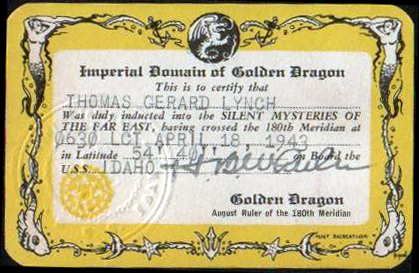 Imperial Domain of Golden Dragon
This is to certify that
THOMAS GERARD LYNCH
Was duly inducted into the SILENT MYSTERIES OF
THE FAR EAST, having crossed the 180th Meridian at
0630 LCT APRIL 18, 1943
in Latitude 54° 40' on Board the
U.S.S. IDAHO
Golden Dragon
August Ruler of the 180th Meridian